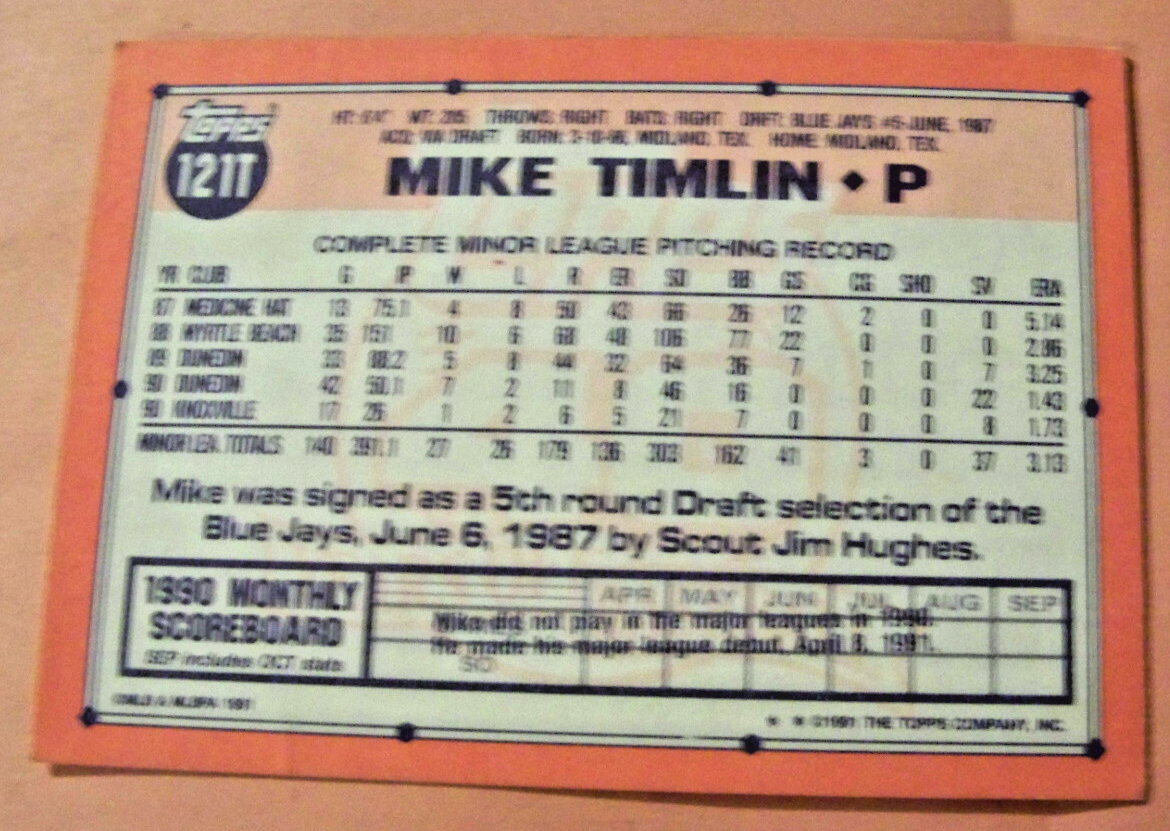 Topps
121T
HT: 6'4" WT: 205 THROWS: RIGHT BATS: RIGHT DRFT: BLUE JAYS #5-JUNE, 1987
ACQ: VIA DRAFT BORN: 3-10-66, MIDLAND, TEX. HOME: MIDLAND, TEX.
MIKE TIMLIN ♦ P
COMPLETE MINOR LEAGUE PITCHING RECORD
YR CLUB G IP W L R ER SO BB GS CG SHO SV ERA
87 MEDICINE HAT 13 75.1 4 8 50 43 66 26 12 2 0 0 5.14
88 MYRTLE BEACH 35 151 10 6 68 48 106 77 22 0 0 0 2.86
89 DUNEDIN 33 88.2 5 8 44 32 64 36 7 1 0 7 3.25
90 DUNEDIN 42 50.1 7 2 11 8 46 16 0 0 0 22 1.43
90 KNOXVILLE 17 26 1 2 6 5 21 7 0 0 0 8 1.73
MINOR LEA. TOTALS 140 391.1 27 26 179 136 303 162 41 3 0 37 3.13
Mike was signed as a 5th round Draft selection of the
Blue Jays, June 6, 1987 by Scout Jim Hughes.
1990 MONTHLY
SCOREBOARD
SEP includes OCT stats
APR MAY JUN JUL AUG SEP
Mike did not play in the major leagues in 1990.
He made his major league debut, April 8, 1991.
SO
* * ©1991 THE TOPPS COMPANY, INC.